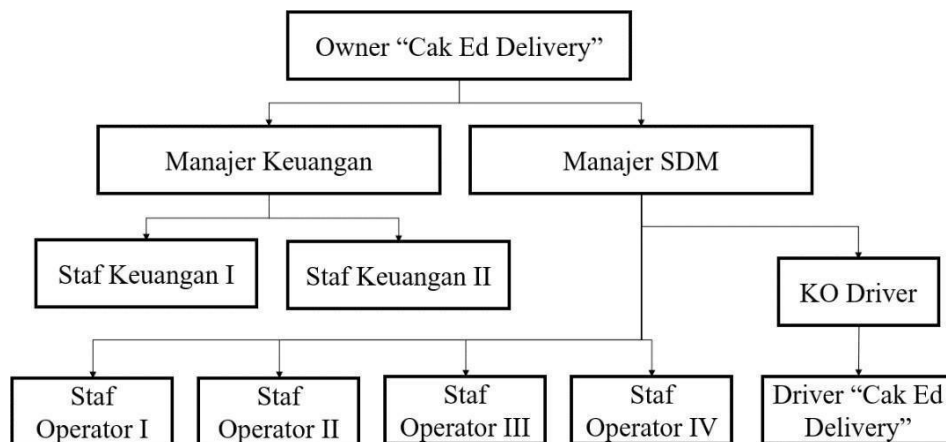 Owner “Cak Ed Delivery”
Manajer Keuangan
Manajer SDM
Staf Keuangan I
Staf Keuangan II
KO Driver
Staf
Operator I
Staf
Operator II
Staf
Operator III
Staf
Operator IV
Driver “Cak Ed
Delivery”